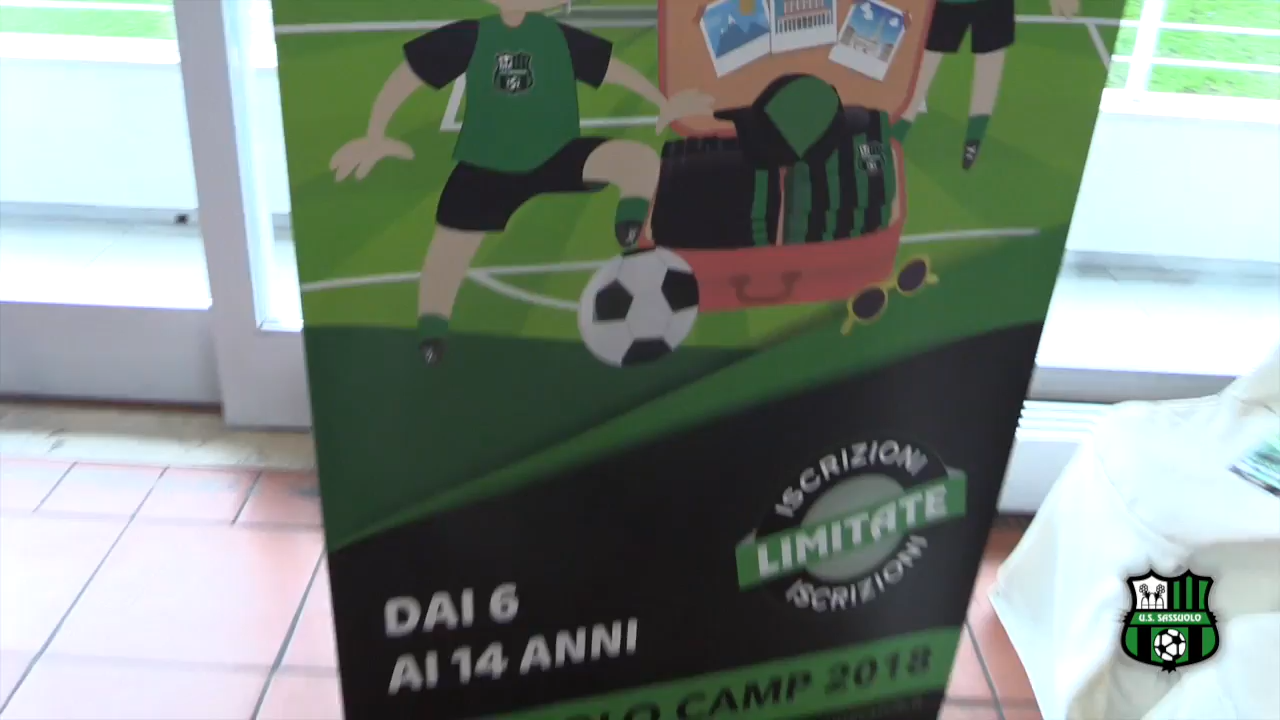 ISCRIZIONI
LIMITATE
ISCRIZIONI
DAI 6
AI 14 ANNI
CAMP 2018
U.S. SASSUOLO